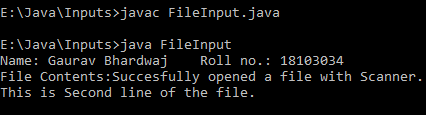 E:\Java\Inputs>javac FileInput.java
E:\Java\Inputs>java FileInput
Name: Gaurav Bhardwaj    Roll no.: 18103034
File Contents:Succesfully opened a file with Scanner.
This is Second line of the file.